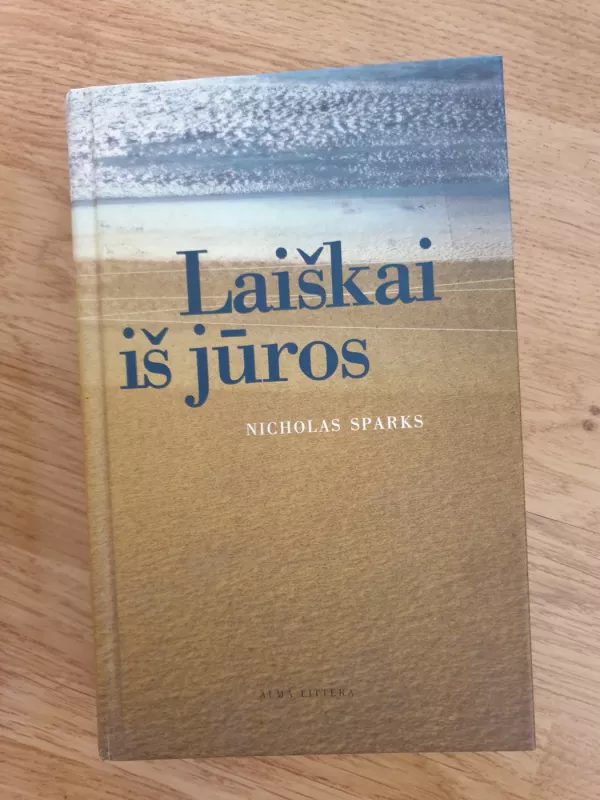 Laiškai
iš jūros
NICHOLAS SPARKS
ALMA LITTERA